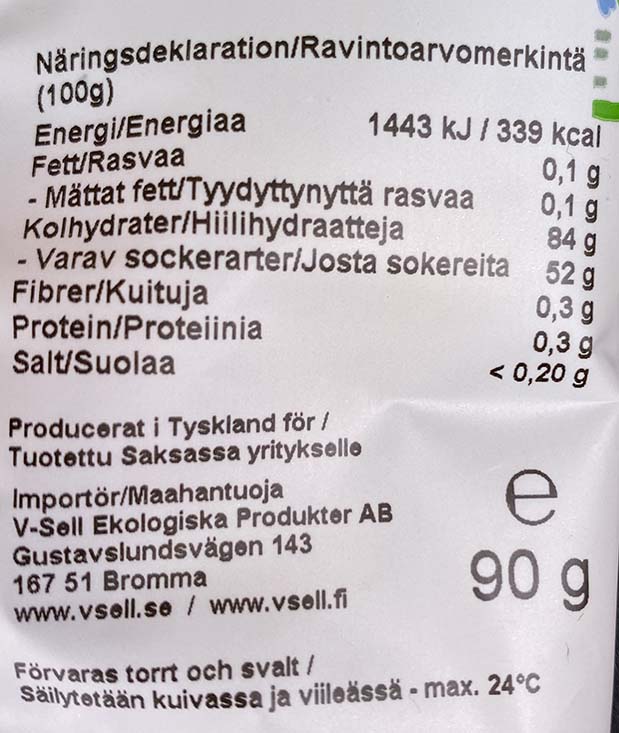 Näringsdeklaration/Ravintoarvomerkintä
(100g)
Energi/Energiaa 1443 kJ / 339 kcal
Fett/Rasvaa 0,1 g
- Mättat fett/Tyydyttynyttä rasvaa 0,1 g
Kolhydrater/Hiilihydraatteja 84 g
- Varav sockerarter/Josta sokereita 52 g
Fibrer/Kuituja 0,3 g
Protein/Proteiinia 0,3 g
Salt/Suolaa < 0,20 g
Producerat i Tyskland för /
Tuotettu Saksassa yritykselle
Importör/Maahantuoja
V-Sell Ekologiska Produkter AB
Gustavslundsvägen 143
167 51 Bromma
www.vsell.se / www.vsell.fi
e
90 g
Förvaras torrt och svalt /
Säilytetään kuivassa ja viileässä - max. 24°C